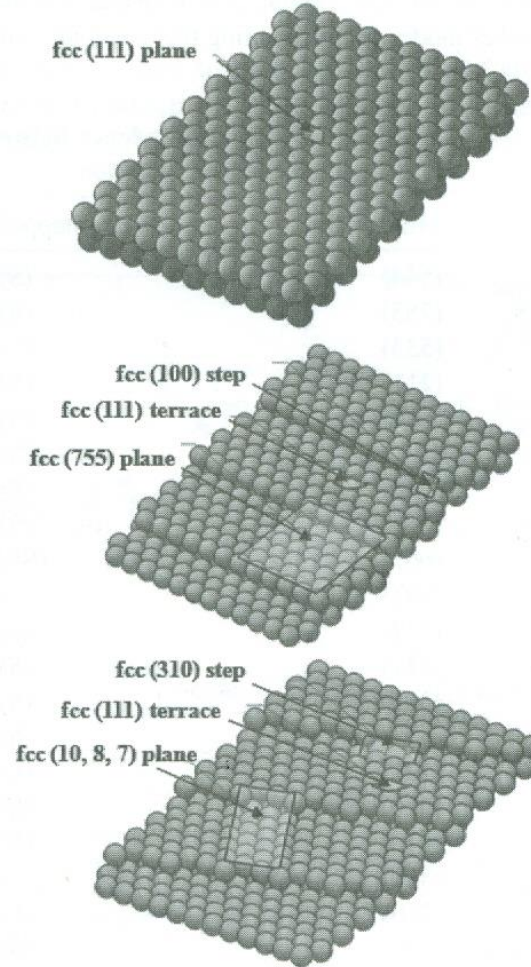 fcc (111) plane
fcc (100) step
fcc (111) terrace
fcc (755) plane
fcc (310) step
fcc (111) terrace
fcc (10, 8, 7) plane